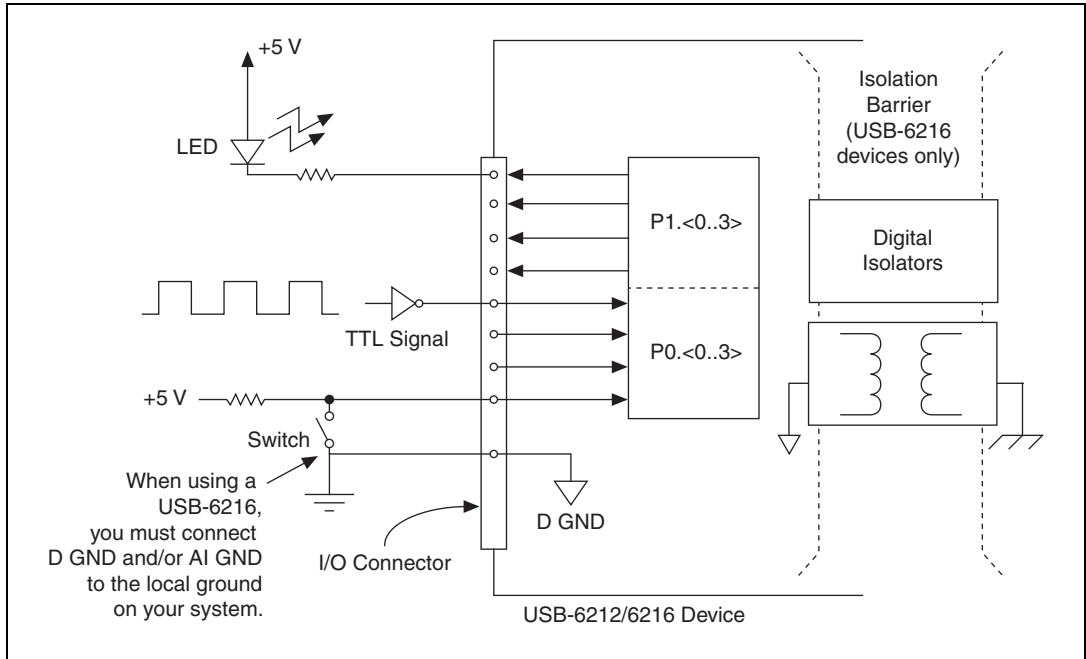 +5 V
LED
Isolation
Barrier
(USB-6216
devices only)
P1.<0..3>
Digital
Isolators
TTL Signal
P0.<0..3>
+5 V
Switch
When using a
USB-6216,
you must connect
D GND and/or AI GND
to the local ground
on your system.
D GND
I/O Connector
USB-6212/6216 Device